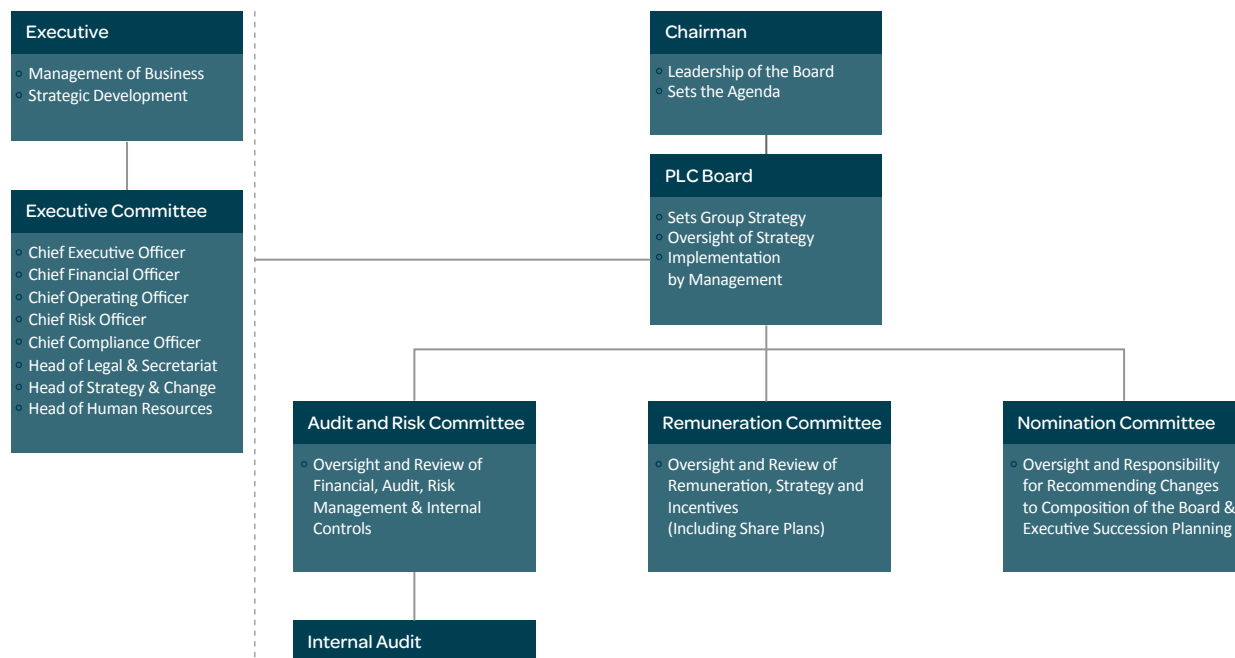 Executive
Management of Business
Strategic Development
Executive Committee
Chief Executive Officer
Chief Financial Officer
Chief Operating Officer
Chief Risk Officer
Chief Compliance Officer
Head of Legal & Secretariat
Head of Strategy & Change
Head of Human Resources
Chairman
Leadership of the Board
Sets the Agenda
PLC Board
Sets Group Strategy
Oversight of Strategy
Implementation
by Management
Audit and Risk Committee
Oversight and Review of
Financial, Audit, Risk
Management & Internal
Controls
Remuneration Committee
Oversight and Review of
Remuneration, Strategy and
Incentives
(Including Share Plans)
Nomination Committee
Oversight and Responsibility
for Recommending Changes
to Composition of the Board &
Executive Succession Planning
Internal Audit